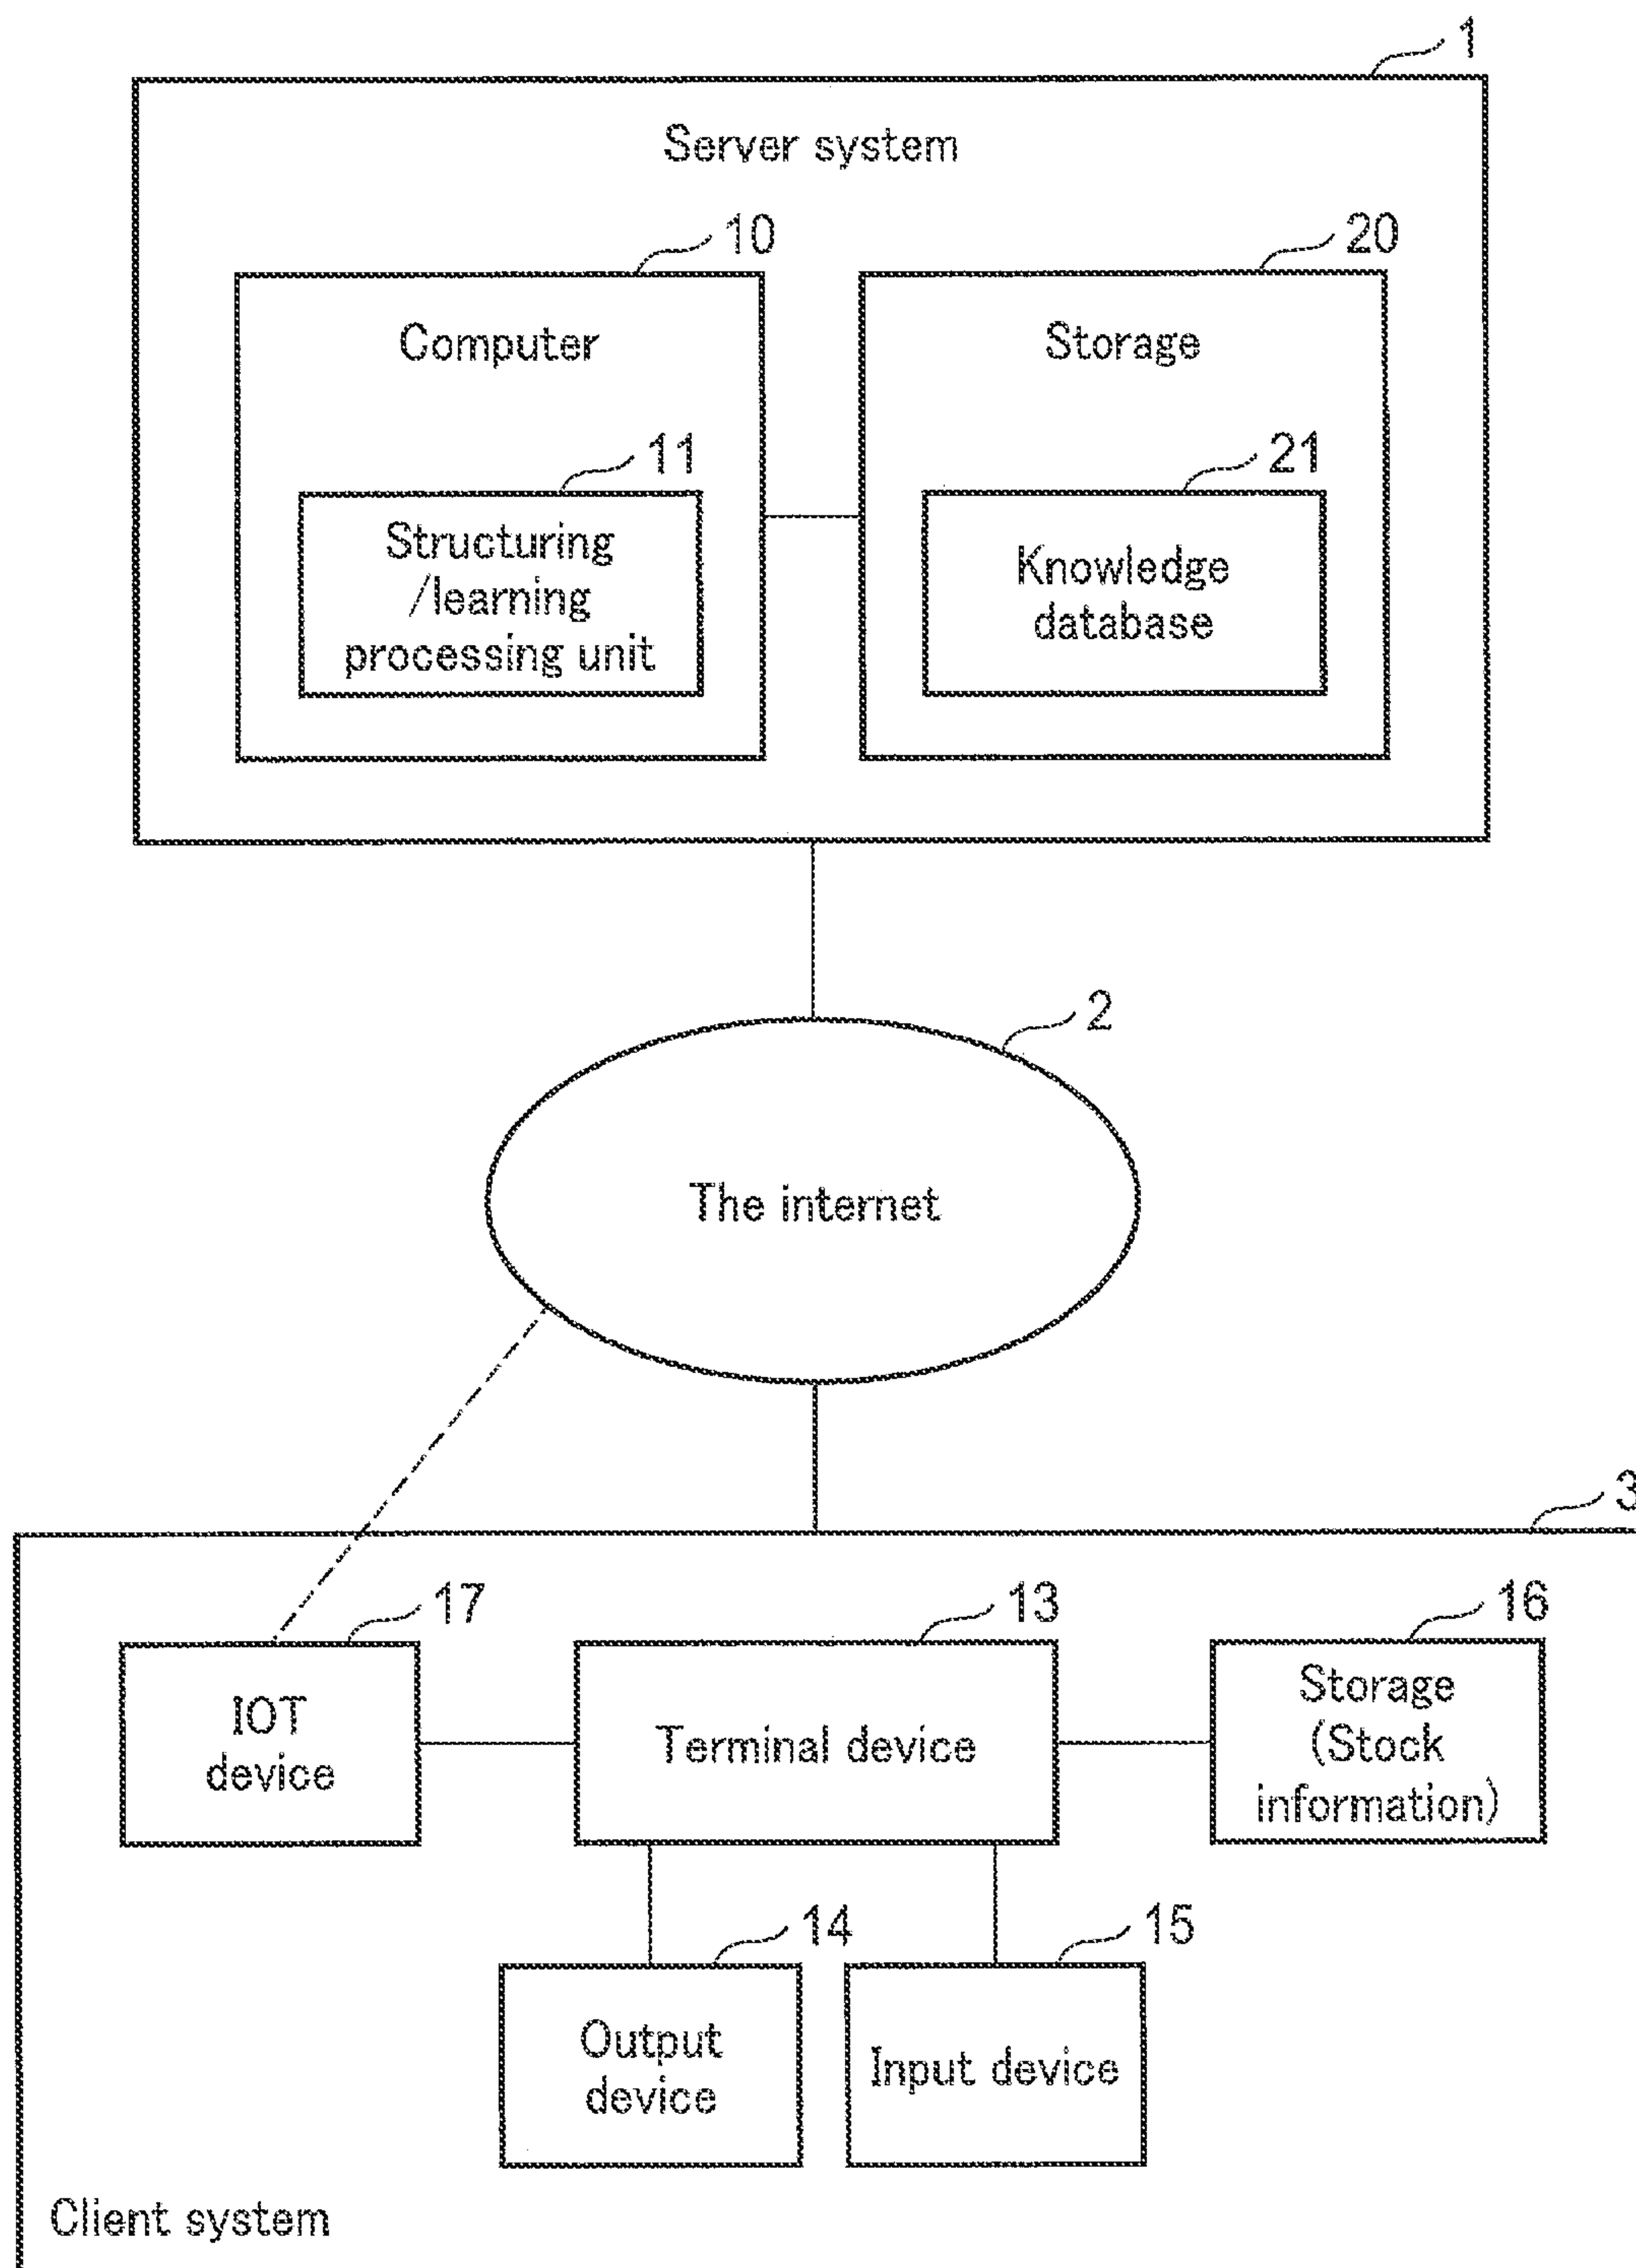 1
Server system
10
20
Computer
Storage
11
21
Structuring
/learning
processing unit
Knowledge
database
2
The internet
3
17
13
16
IOT
device
Terminal device
Storage
(Stock
information)
14
15
Output
device
Input device
Client system